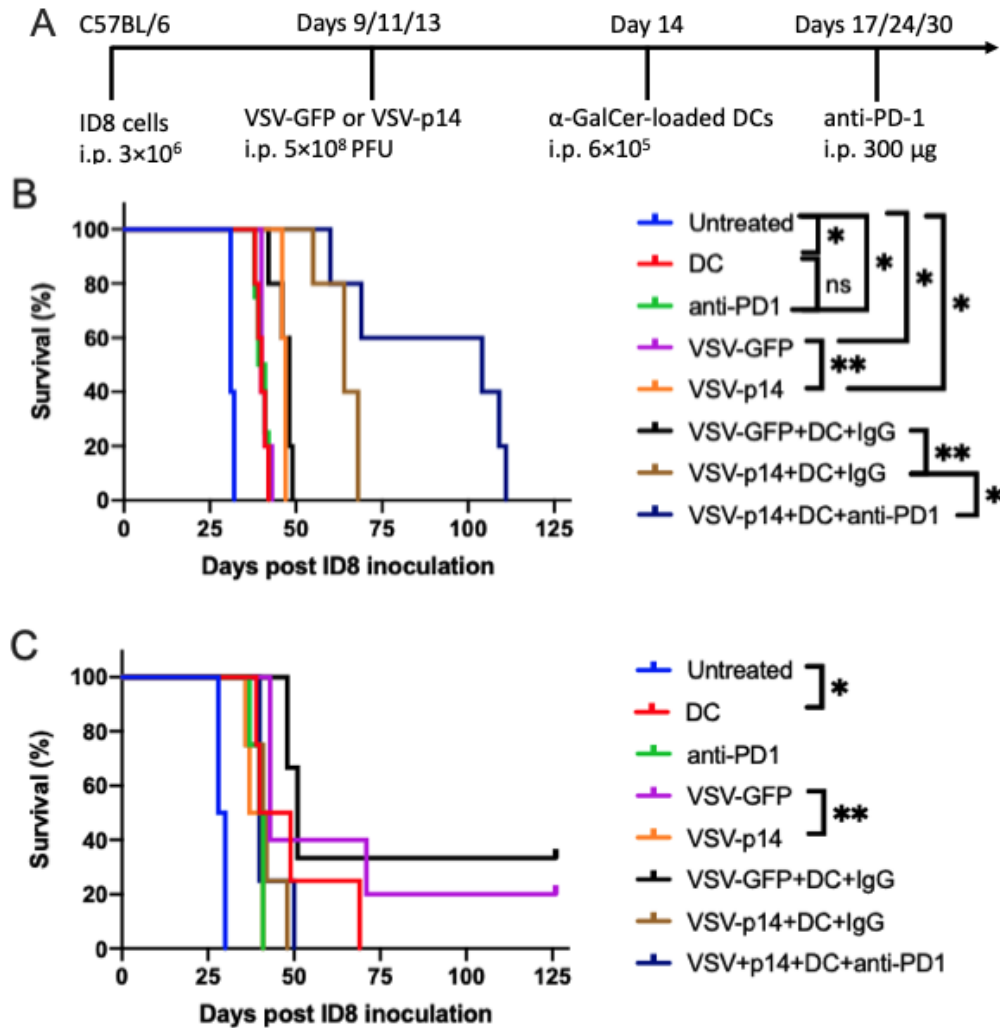 A
C57BL/6 Days 9/11/13 Day 14 Days 17/24/30
ID8 cells VSV-GFP or VSV-p14 α-GalCer-loaded DCs anti-PD-1
i.p. 3×10⁶ i.p. 5×10⁸ PFU i.p. 6×10⁵ i.p. 300 µg
B
Survival (%)
100
80
60
40
20
0
0 25 50 75 100 125
Days post ID8 inoculation
Untreated
DC
anti-PD1
VSV-GFP
VSV-p14
VSV-GFP+DC+IgG
VSV-p14+DC+IgG
VSV-p14+DC+anti-PD1
*
ns
*
*
*
**
**
*
C
Survival (%)
100
80
60
40
20
0
0 25 50 75 100 125
Days post ID8 inoculation
Untreated
DC
anti-PD1
VSV-GFP
VSV-p14
VSV-GFP+DC+IgG
VSV-p14+DC+IgG
VSV+p14+DC+anti-PD1
*
**